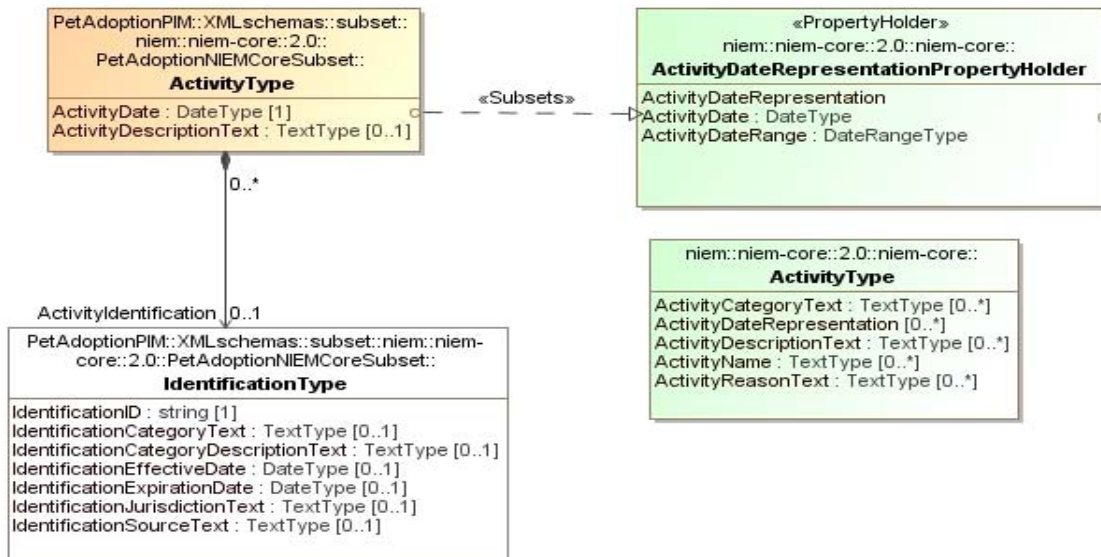 PetAdoptionPIM::XMLschemas::subset::
niem::niem-core::2.0::
PetAdoptionNIEMCoreSubset::
ActivityType
ActivityDate : DateType [1]
ActivityDescriptionText : TextType [0..1]
«Subsets»
«PropertyHolder»
niem::niem-core::2.0::niem-core::
ActivityDateRepresentationPropertyHolder
ActivityDateRepresentation
ActivityDate : DateType
ActivityDateRange : DateRangeType
0..*
ActivityIdentification
0..1
niem::niem-core::2.0::niem-core::
ActivityType
ActivityCategoryText : TextType [0..*]
ActivityDateRepresentation [0..*]
ActivityDescriptionText : TextType [0..*]
ActivityName : TextType [0..*]
ActivityReasonText : TextType [0..*]
PetAdoptionPIM::XMLschemas::subset::niem::niem-
core::2.0::PetAdoptionNIEMCoreSubset::
IdentificationType
IdentificationID : string [1]
IdentificationCategoryText : TextType [0..1]
IdentificationCategoryDescriptionText : TextType [0..1]
IdentificationEffectiveDate : DateType [0..1]
IdentificationExpirationDate : DateType [0..1]
IdentificationJurisdictionText : TextType [0..1]
IdentificationSourceText : TextType [0..1]